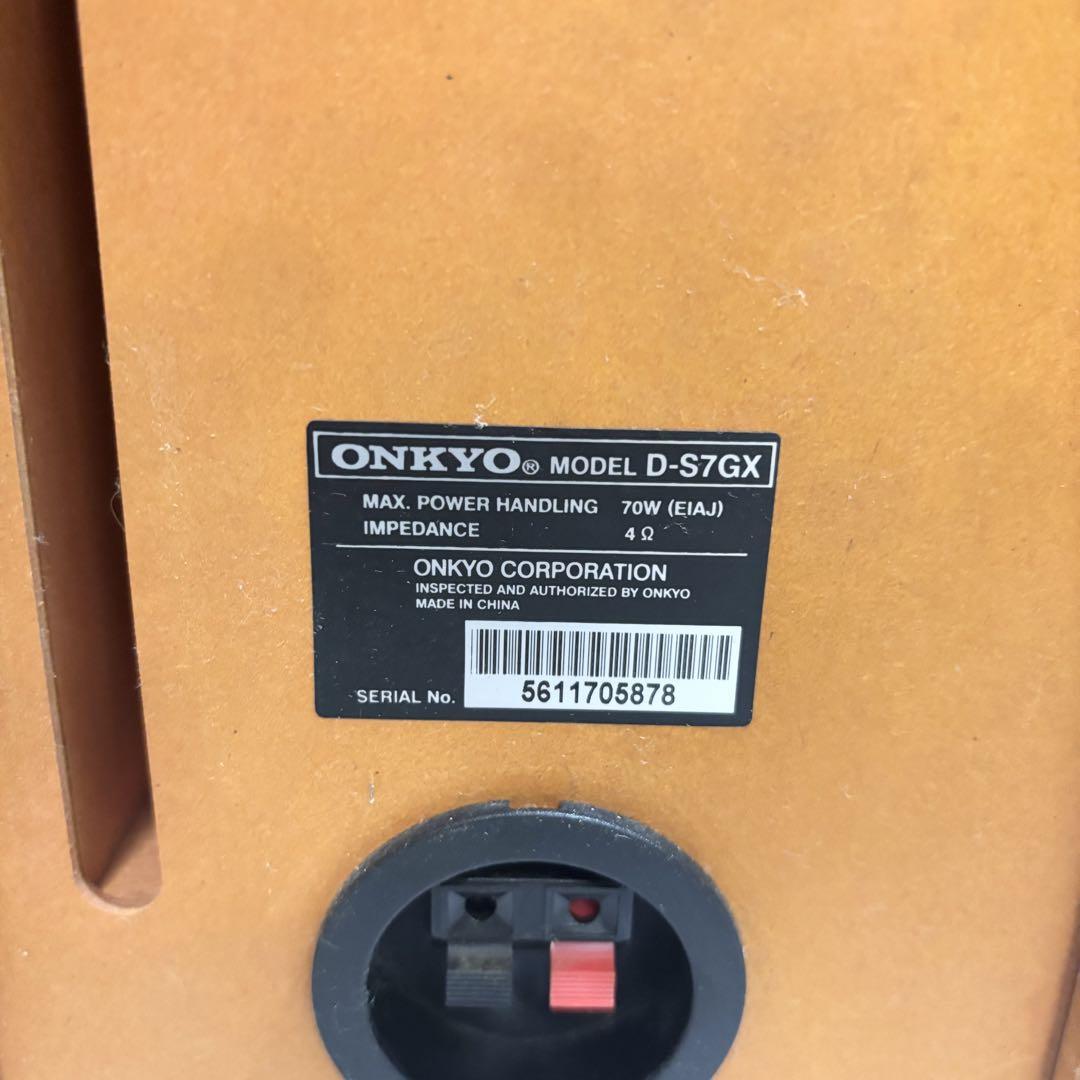 ONKYO® MODEL D-S7GX
MAX. POWER HANDLING 70W (EIAJ)
IMPEDANCE 4 Ω
ONKYO CORPORATION
INSPECTED AND AUTHORIZED BY ONKYO
MADE IN CHINA
SERIAL No. 5611705878